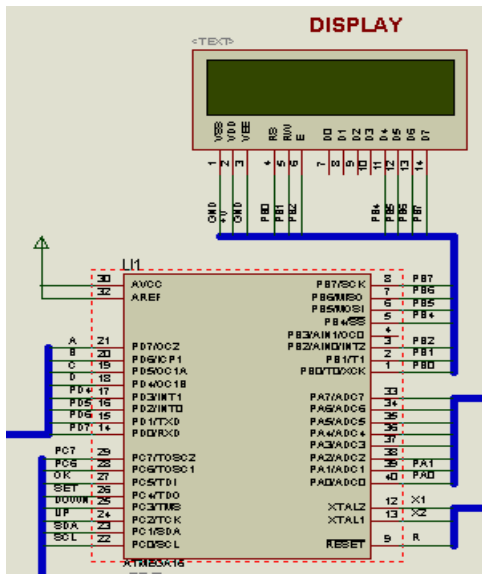 DISPLAY
<TEXT>
VSS VDD VEE RS RW E D0 D1 D2 D3 D4 D5 D6 D7
1 2 3 4 5 6 7 8 9 10 11 12 13 14
GND +V GND PB0 PB1 PB2 PB4 PB5 PB6 PB7
U1
30 AVCC PB7/SCK 8 PB7
32 AREF PB6/MISO 7 PB6
PB5/MOSI 6 PB5
PB4/SS 5 PB4
PB3/AIN1/OC0 4
A 21 PD7/OC2 PB2/AIN0/INT2 3 PB2
B 20 PD6/ICP1 PB1/T1 2 PB1
C 19 PD5/OC1A PB0/T0/XCK 1 PB0
D 18 PD4/OC1B
PD4 17 PD3/INT1 PA7/ADC7 33
PD5 16 PD2/INT0 PA6/ADC6 34
PD6 15 PD1/TXD PA5/ADC5 35
PD7 14 PD0/RXD PA4/ADC4 36
PA3/ADC3 37
PC7 29 PC7/TOSC2 PA2/ADC2 38
PC6 28 PC6/TOSC1 PA1/ADC1 39 PA1
OK 27 PC5/TDI PA0/ADC0 40 PA0
SET 26 PC4/TDO
DOWN 25 PC3/TMS XTAL2 12 X1
UP 24 PC2/TCK XTAL1 13 X2
SDA 23 PC1/SDA
SCL 22 PC0/SCL RESET 9 R
ATMEGA16